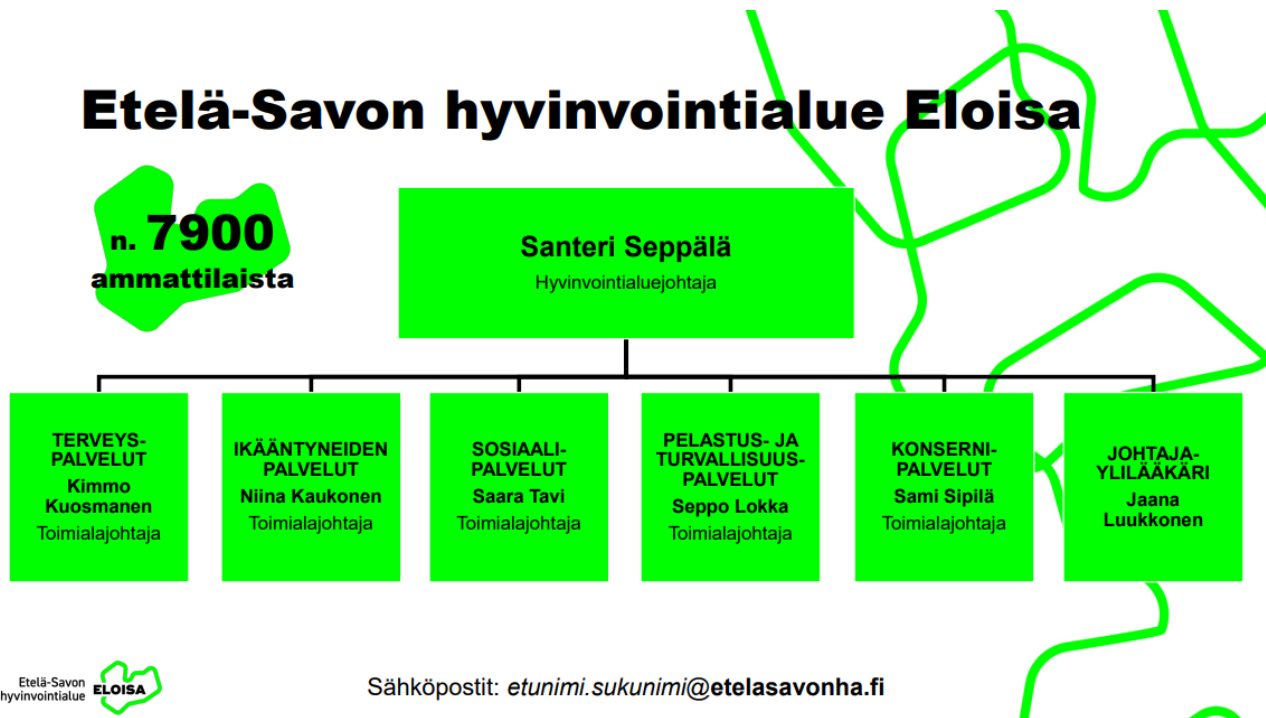 Etelä-Savon hyvinvointialue Eloisa
n. 7900
ammattilaista
Santeri Seppälä
Hyvinvointialuejohtaja
TERVEYS-
PALVELUT
Kimmo
Kuosmanen
Toimialajohtaja
IKÄÄNTYNEIDEN
PALVELUT
Niina Kaukonen
Toimialajohtaja
SOSIAALI-
PALVELUT
Saara Tavi
Toimialajohtaja
PELASTUS- JA
TURVALLISUUS-
PALVELUT
Seppo Lokka
Toimialajohtaja
KONSERNI-
PALVELUT
Sami Sipilä
Toimialajohtaja
JOHTAJA-
YLILÄÄKÄRI
Jaana
Luukkonen
Etelä-Savon
hyvinvointialue
ELOISA
Sähköpostit: etunimi.sukunimi@etelasavonha.fi